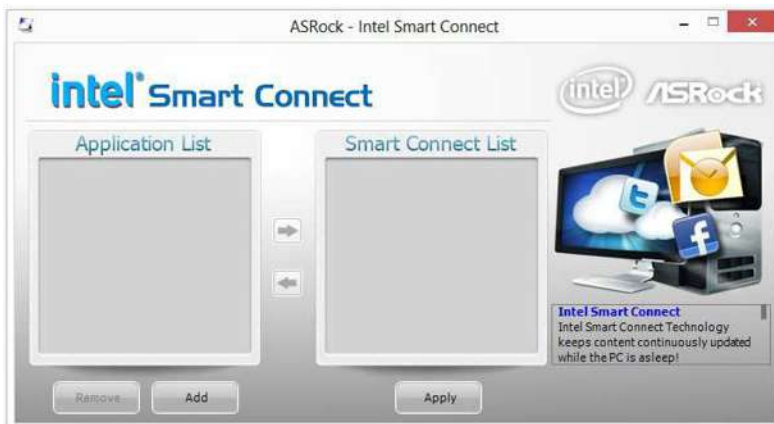 ASRock - Intel Smart Connect
intel Smart Connect
intel ASRock
Application List
Smart Connect List
Intel Smart Connect
Intel Smart Connect Technology
keeps content continuously updated
while the PC is asleep!
Remove
Add
Apply